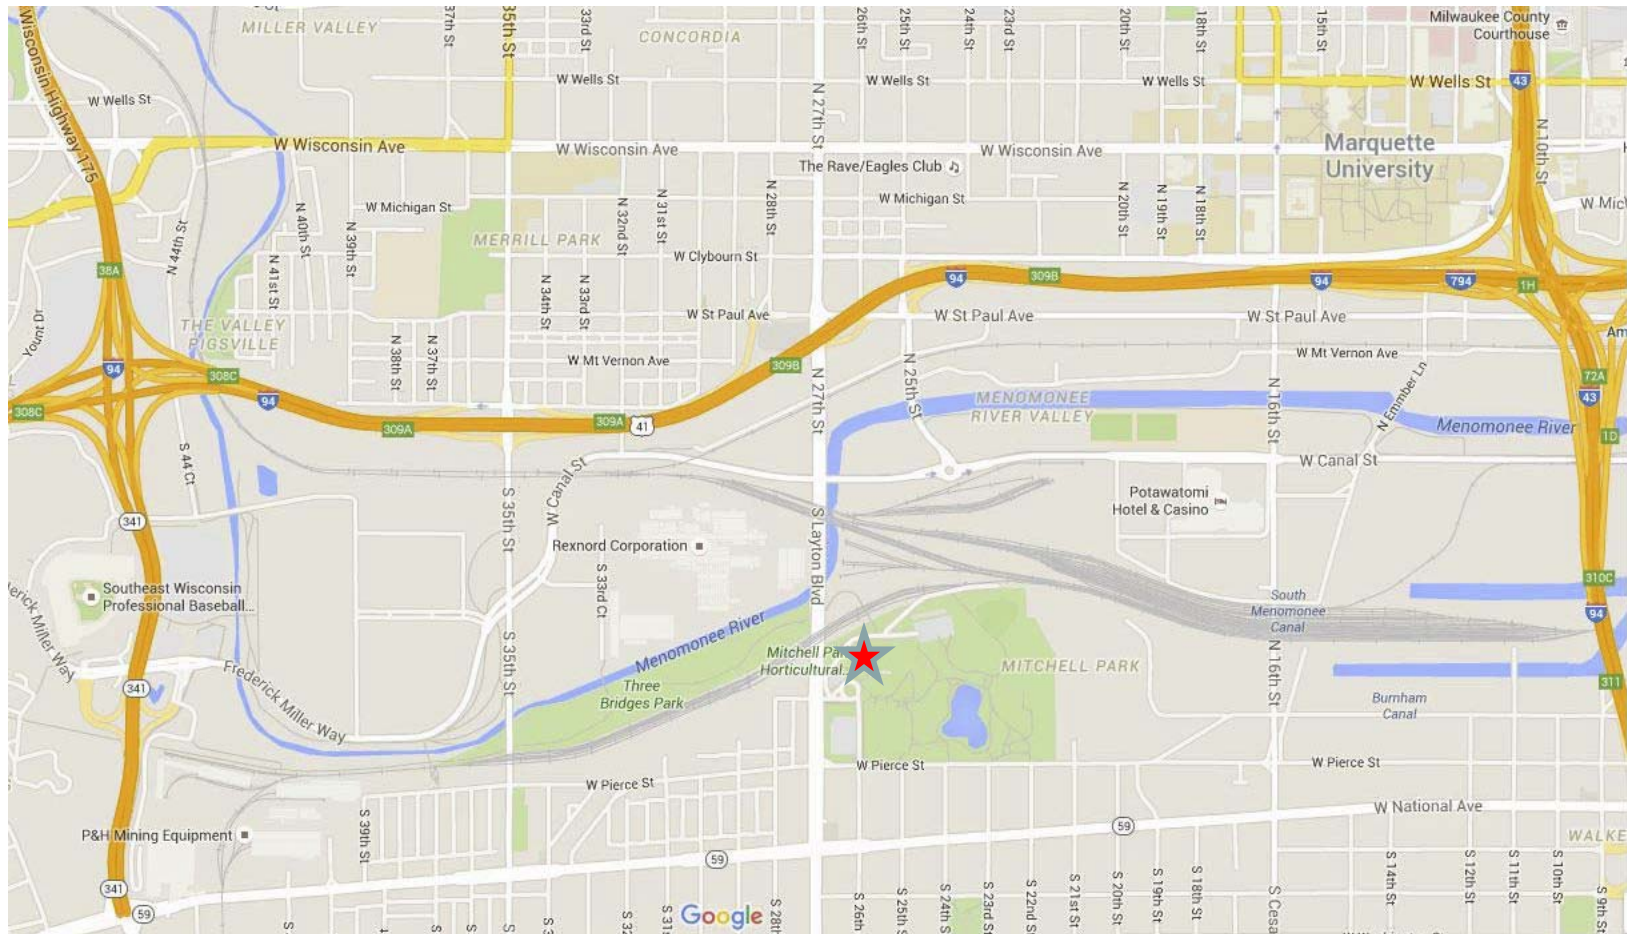 MILLER VALLEY
37th St
35th St
33rd St
CONCORDIA
26th St
25th St
24th St
23rd St
20th St
18th St
15th St
Milwaukee County
Courthouse
Wisconsin Highway 175
W Wells St
W Wells St
W Wells St
W Wells St
W Wells St
43
N 27th St
N 10th St
W Wisconsin Ave
W Wisconsin Ave
W Wisconsin Ave
The Rave/Eagles Club
Marquette
University
W Michigan St
W Michigan St
N 44th St
N 40th St
N 39th St
N 41st St
N 32nd St
N 31st St
N 28th St
N 20th St
N 19th St
N 18th St
MERRILL PARK
W Clybourn St
38A
94
309B
94
794
1H
N 34th St
N 33rd St
W St Paul Ave
W St Paul Ave
W St Paul Ave
Yount Dr
THE VALLEY
PIGSVILLE
N 38th St
N 37th St
W Mt Vernon Ave
W Mt Vernon Ave
94
308C
309B
308C
94
309A
309A
41
N 27th St
N 25th St
MENOMONEE
RIVER VALLEY
N 16th St
N Emmber Ln
72A
43
1D
Menomonee River
S 44 Ct
W Canal St
W Canal St
S 35th St
Potawatomi
Hotel & Casino
341
S Layton Blvd
Rexnord Corporation
S 33rd Ct
Southeast Wisconsin
Professional Baseball...
310C
94
South
Menomonee
Canal
Menomonee River
S 35th St
Frederick Miller Way
341
Mitchell Pa
Horticultural
MITCHELL PARK
N 16th St
Three
Bridges Park
311
Burnham
Canal
W Pierce St
W Pierce St
W Pierce St
W National Ave
59
59
P&H Mining Equipment
S 39th St
WALKE
341
59
Google
S 28th
S 26th
S 25th S
S 24th S
S 23rd St
S 22nd St
S 21st St
S 20th St
S 19th St
S 18th St
S Cesa
S 14th St
S 12th St
S 11th St
S 10th St
S 9th St